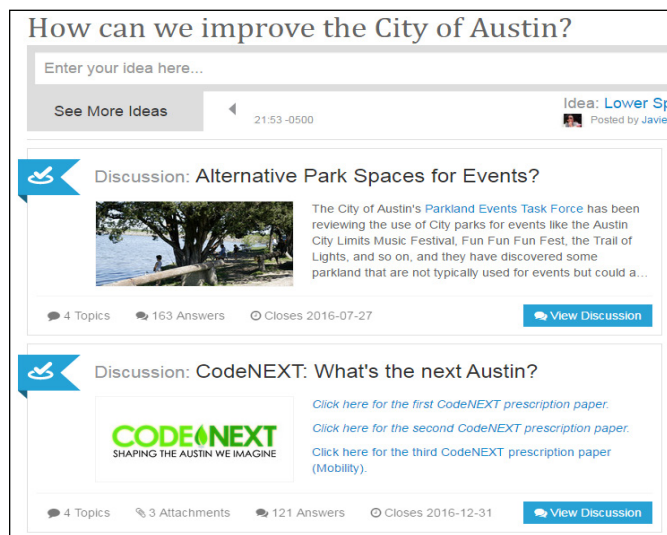 How can we improve the City of Austin?
Enter your idea here...
See More Ideas
21:53 -0500
Idea: Lower Sp
Posted by Javie
Discussion: Alternative Park Spaces for Events?
The City of Austin's Parkland Events Task Force has been
reviewing the use of City parks for events like the Austin
City Limits Music Festival, Fun Fun Fun Fest, the Trail of
Lights, and so on, and they have discovered some
parkland that are not typically used for events but could a...
4 Topics 163 Answers Closes 2016-07-27 View Discussion
Discussion: CodeNEXT: What's the next Austin?
CODE NEXT
SHAPING THE AUSTIN WE IMAGINE
Click here for the first CodeNEXT prescription paper.
Click here for the second CodeNEXT prescription paper.
Click here for the third CodeNEXT prescription paper
(Mobility).
4 Topics 3 Attachments 121 Answers Closes 2016-12-31 View Discussion